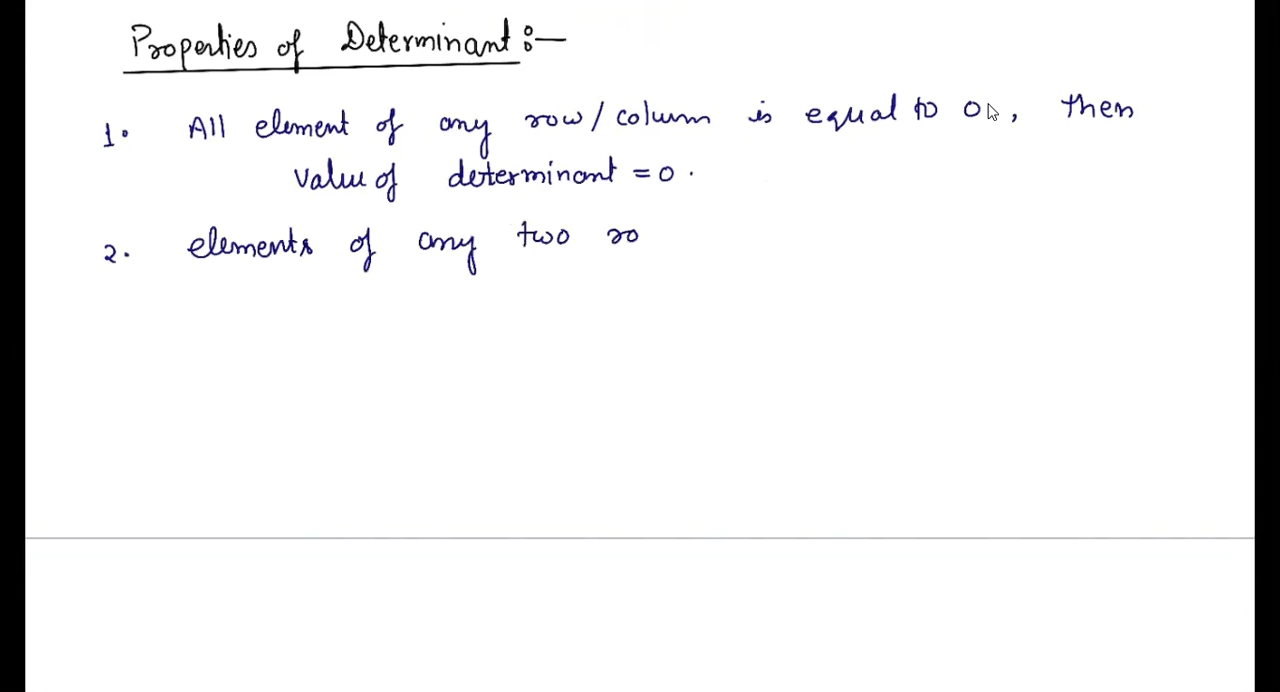 Properties of Determinant :—
1. All element of any row/column is equal to 0, then
value of determinant = 0.
2. elements of any two ro